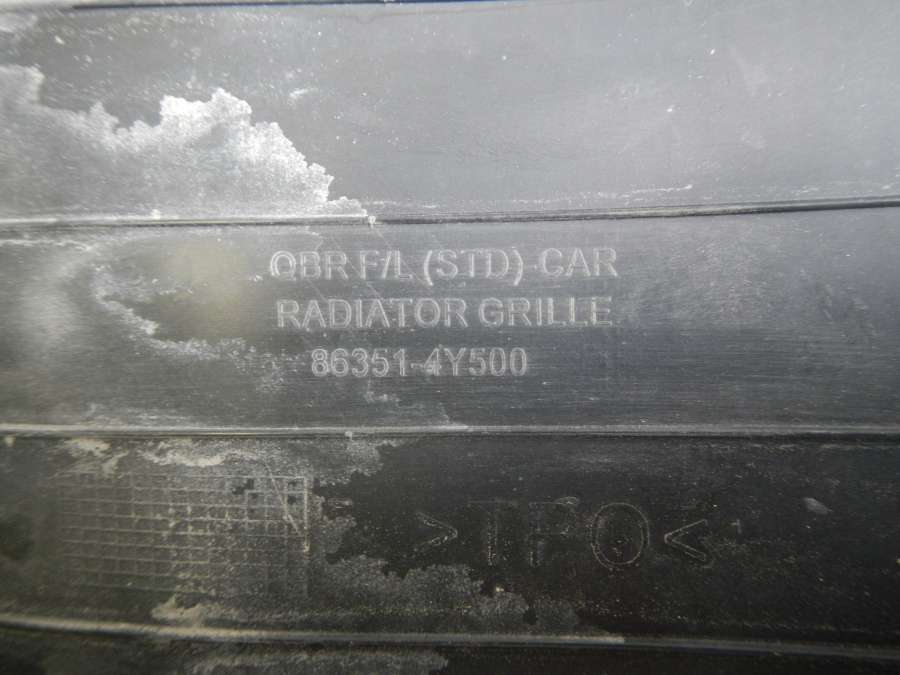 QBR F/L (STD)-CAR
RADIATOR GRILLE
86351-4Y500
>TPO<